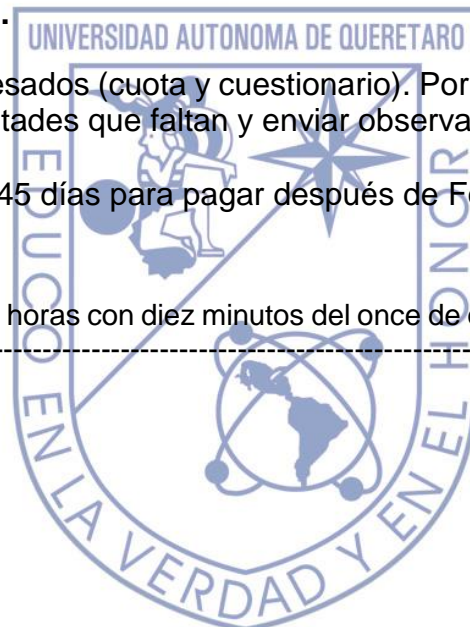 .
UNIVERSIDAD AUTONOMA DE QUERETARO
esados (cuota y cuestionario). Por
tades que faltan y enviar observa
45 días para pagar después de F
horas con diez minutos del once de
EDUCO EN LA VERDAD Y EN EL HONOR